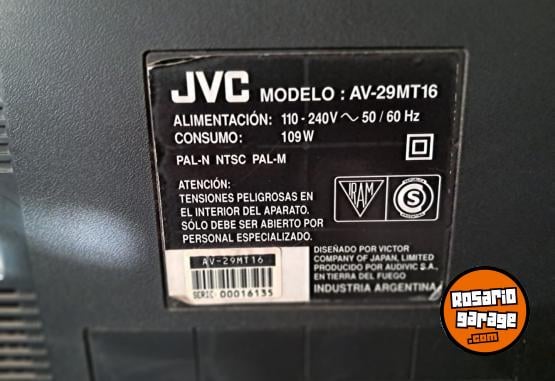 JVC MODELO : AV-29MT16
ALIMENTACIÓN: 110 - 240V ~ 50 / 60 Hz
CONSUMO: 109 W
PAL-N NTSC PAL-M
ATENCIÓN:
TENSIONES PELIGROSAS EN
EL INTERIOR DEL APARATO.
SÓLO DEBE SER ABIERTO POR
PERSONAL ESPECIALIZADO.
IRAM
S
AV-29MT16
SERIE 00016135
DISEÑADO POR VICTOR
COMPANY OF JAPAN, LIMITED
PRODUCIDO POR AUDIVIC S.A.,
EN TIERRA DEL FUEGO
INDUSTRIA ARGENTINA
Rosario
garage
.com